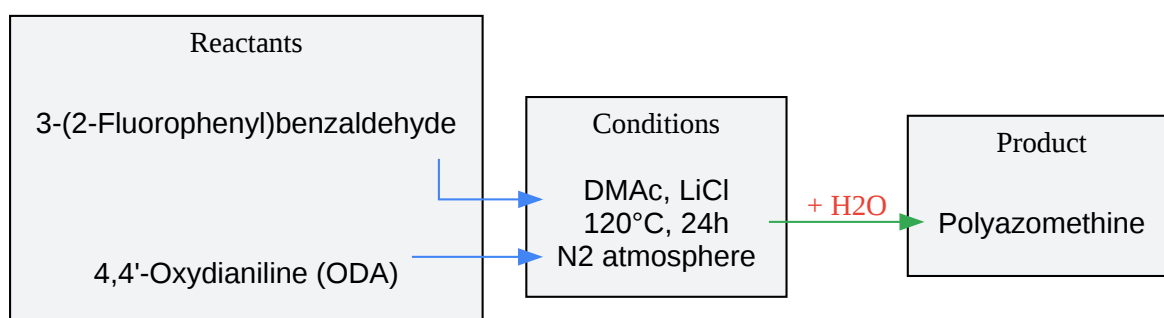 Reactants
3-(2-Fluorophenyl)benzaldehyde
4,4'-Oxydianiline (ODA)
Conditions
DMAc, LiCl
120°C, 24h
N2 atmosphere
+ H2O
Product
Polyazomethine